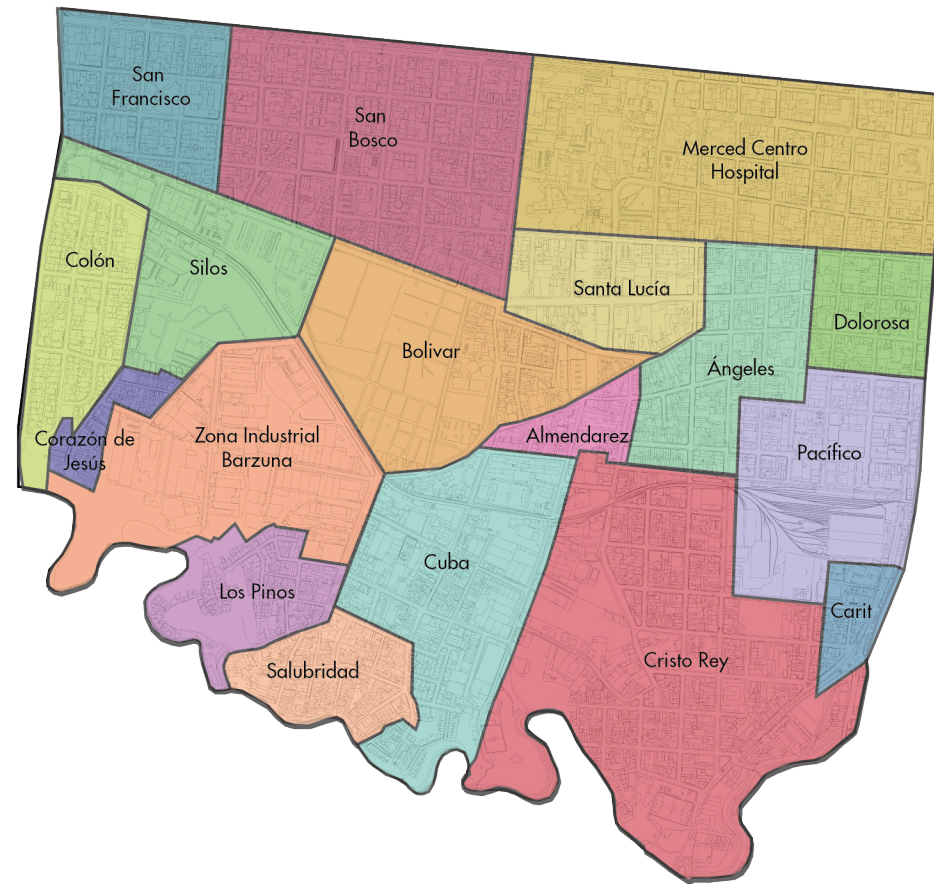 San
Francisco
San
Bosco
Merced Centro
Hospital
Colón
Silos
Santa Lucía
Dolorosa
Bolivar
Ángeles
Corazón de
Jesús
Zona Industrial
Barzuna
Almendarez
Pacífico
Cuba
Los Pinos
Carit
Salubridad
Cristo Rey